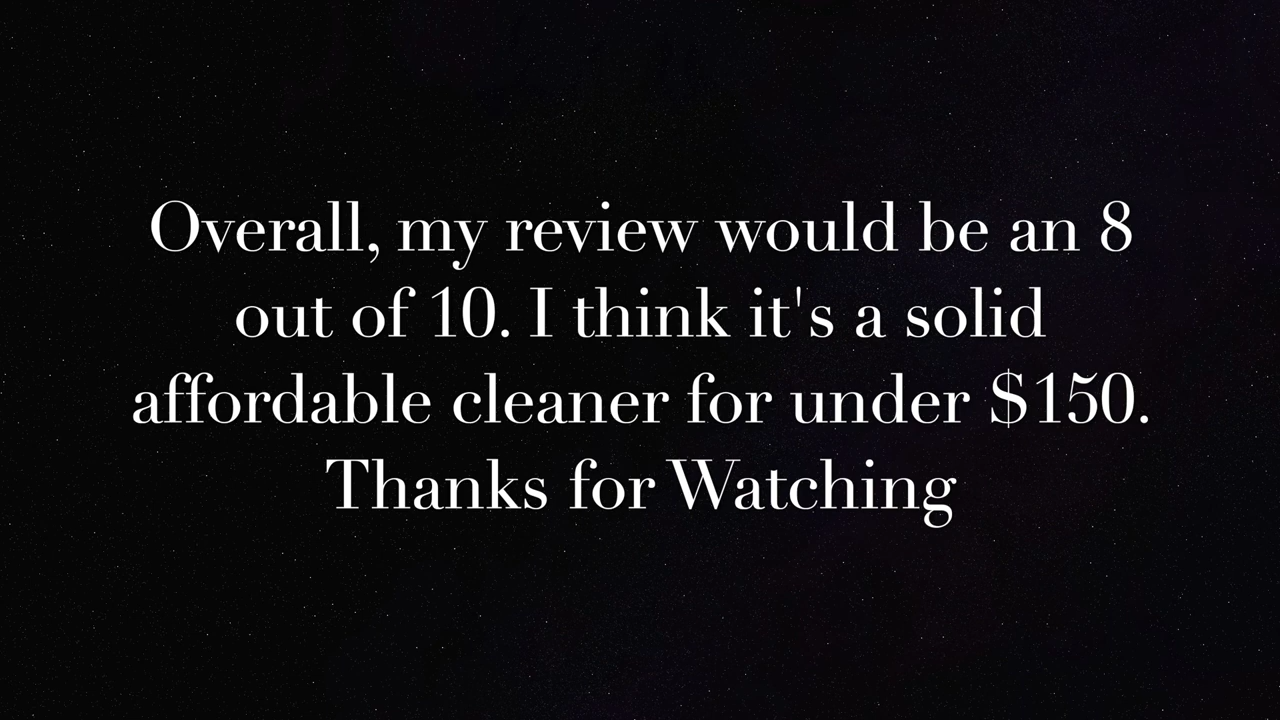 Overall, my review would be an 8
out of 10. I think it's a solid
affordable cleaner for under $150.
Thanks for Watching